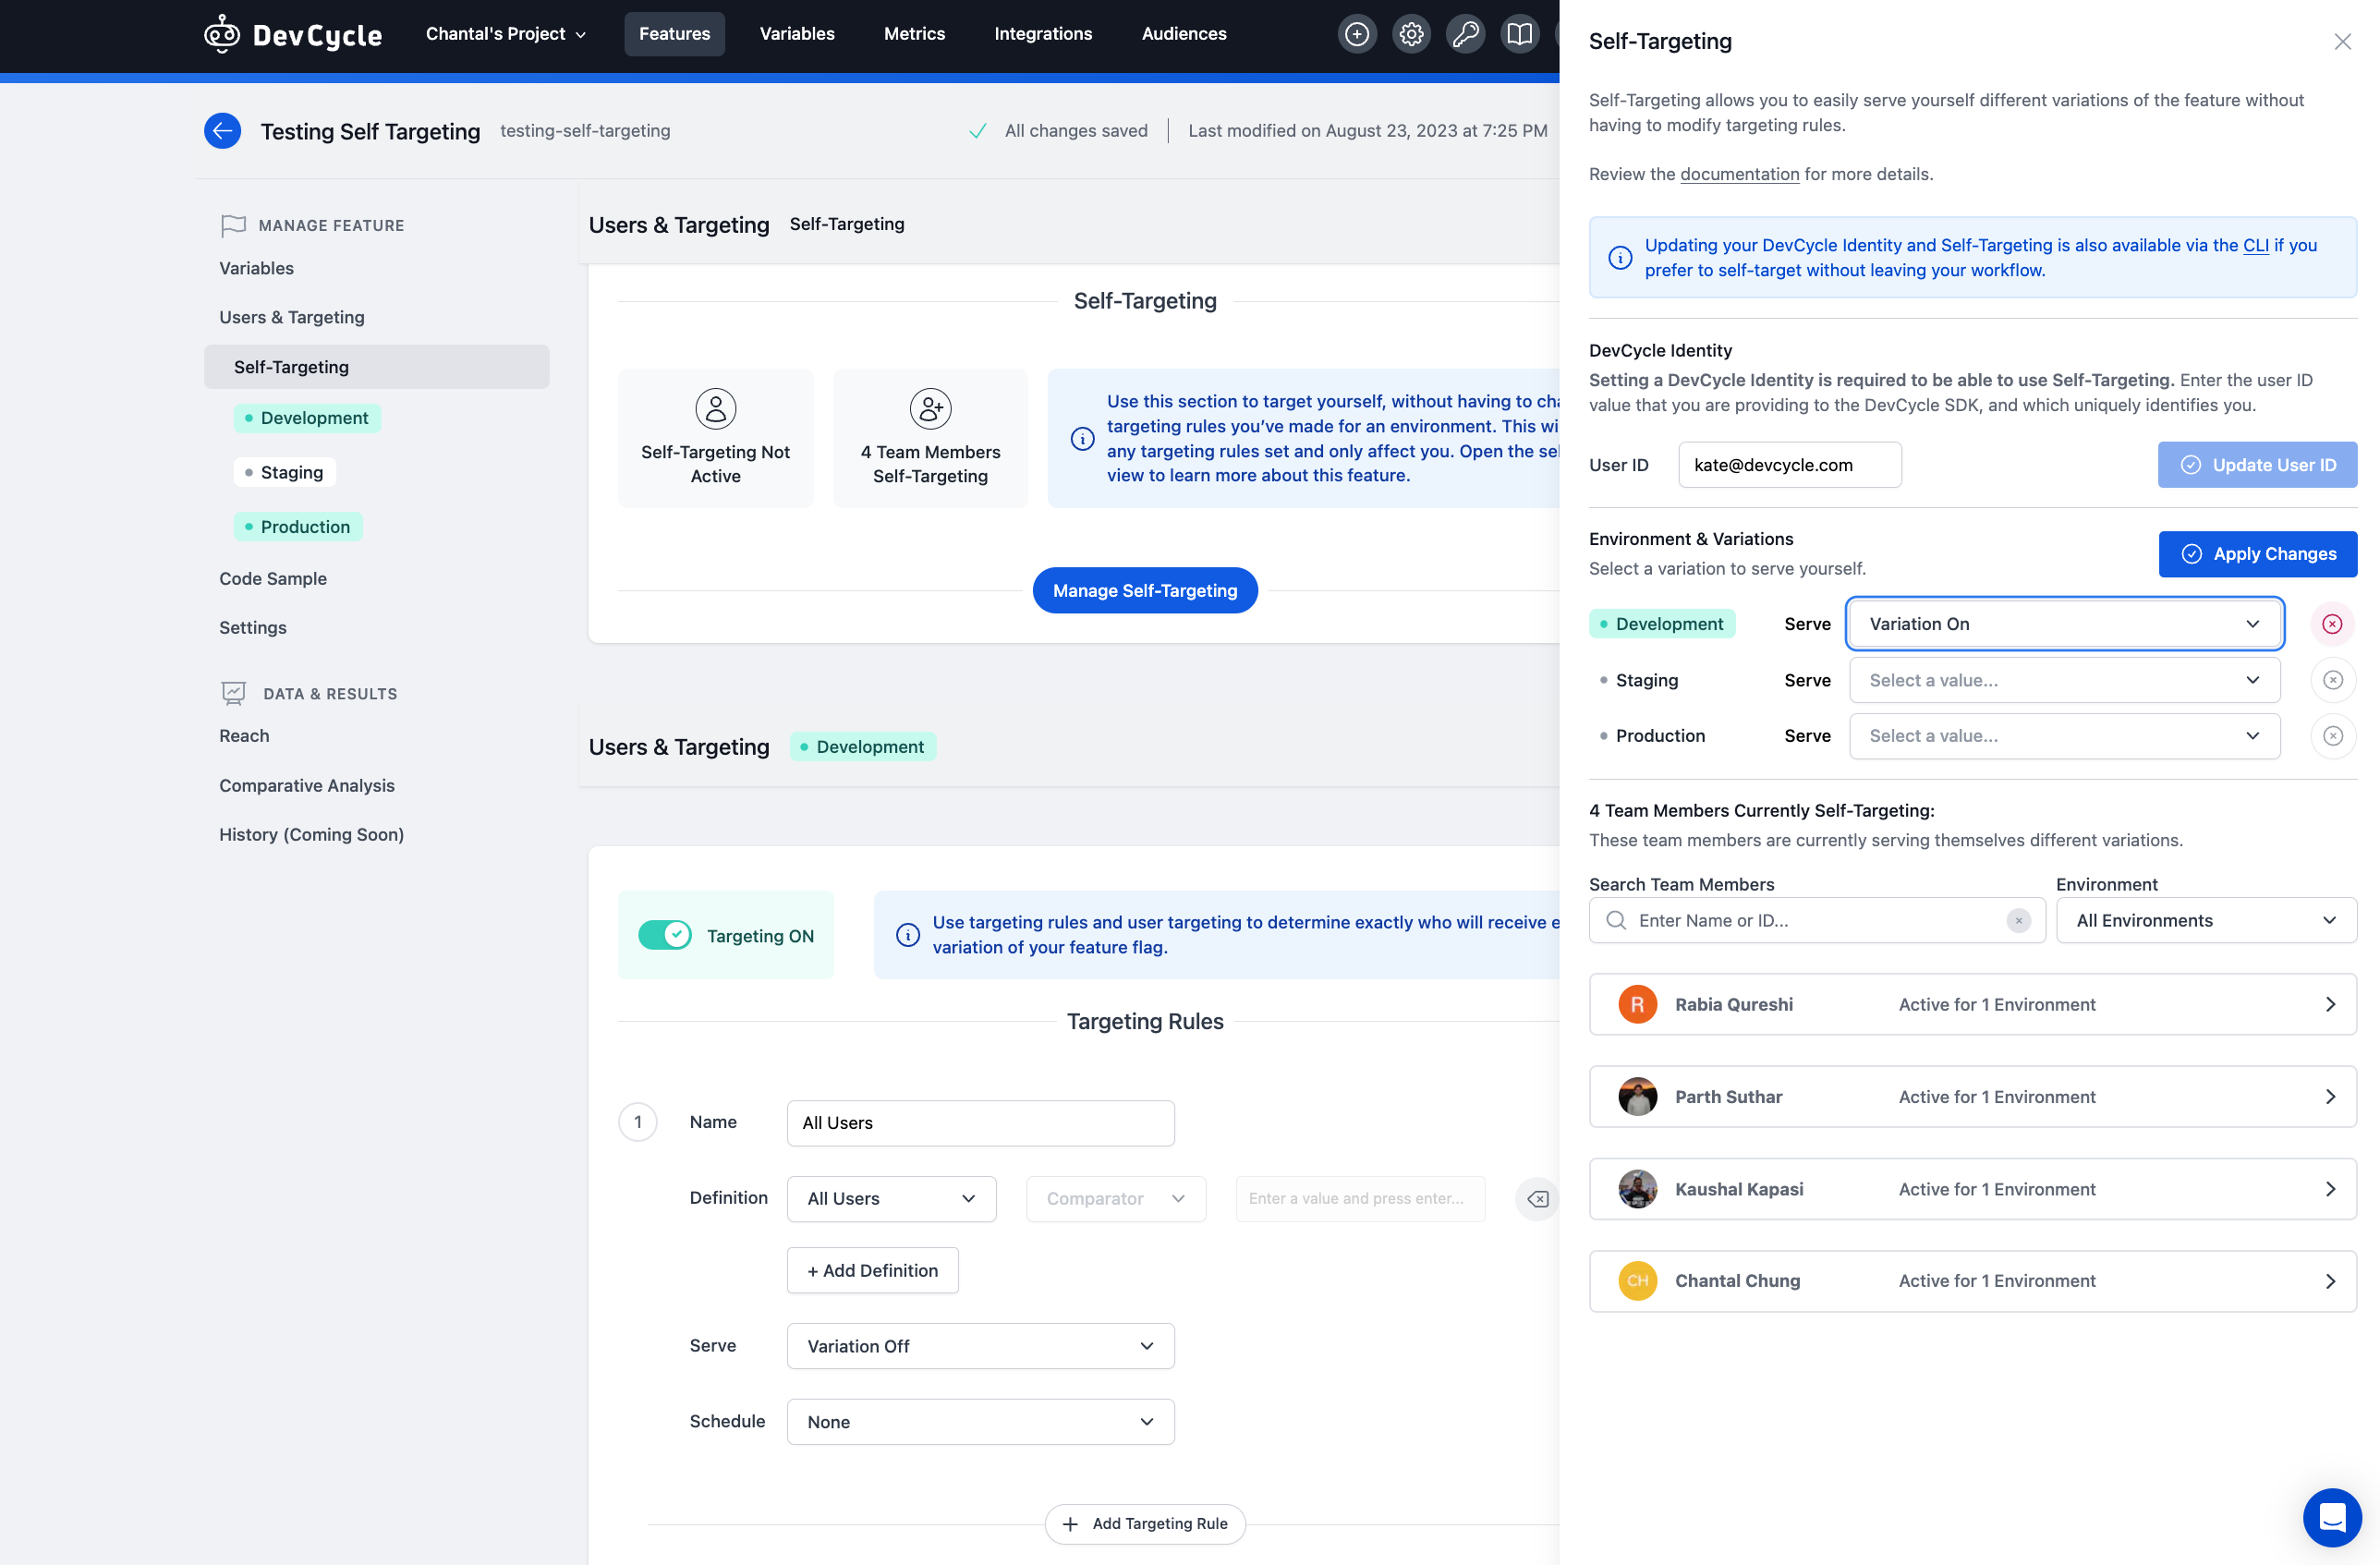 DevCycle
Chantal's Project
Features
Variables
Metrics
Integrations
Audiences
Testing Self Targeting
testing-self-targeting
All changes saved
Last modified on August 23, 2023 at 7:25 PM
MANAGE FEATURE
Variables
Users & Targeting
Self-Targeting
Development
Staging
Production
Code Sample
Settings
DATA & RESULTS
Reach
Comparative Analysis
History (Coming Soon)
Users & Targeting
Self-Targeting
Self-Targeting
Self-Targeting Not
Active
4 Team Members
Self-Targeting
Use this section to target yourself, without having to
targeting rules you've made for an environment. This
any targeting rules set and only affect you. Open the
view to learn more about this feature.
Manage Self-Targeting
Users & Targeting
Development
Targeting ON
Use targeting rules and user targeting to determine exactly who will receive
variation of your feature flag.
Targeting Rules
1
Name
All Users
Definition
All Users
Comparator
Enter a value and press enter...
+ Add Definition
Serve
Variation Off
Schedule
None
Add Targeting Rule
Self-Targeting
Self-Targeting allows you to easily serve yourself different variations of the feature without
having to modify targeting rules.
Review the documentation for more details.
Updating your DevCycle Identity and Self-Targeting is also available via the CLI if you
prefer to self-target without leaving your workflow.
DevCycle Identity
Setting a DevCycle Identity is required to be able to use Self-Targeting. Enter the user ID
value that you are providing to the DevCycle SDK, and which uniquely identifies you.
User ID
kate@devcycle.com
Update User ID
Environment & Variations
Select a variation to serve yourself.
Apply Changes
Development
Serve
Variation On
Staging
Serve
Select a value...
Production
Serve
Select a value...
4 Team Members Currently Self-Targeting:
These team members are currently serving themselves different variations.
Search Team Members
Environment
Enter Name or ID...
All Environments
R
Rabia Qureshi
Active for 1 Environment
Parth Suthar
Active for 1 Environment
Kaushal Kapasi
Active for 1 Environment
CH
Chantal Chung
Active for 1 Environment